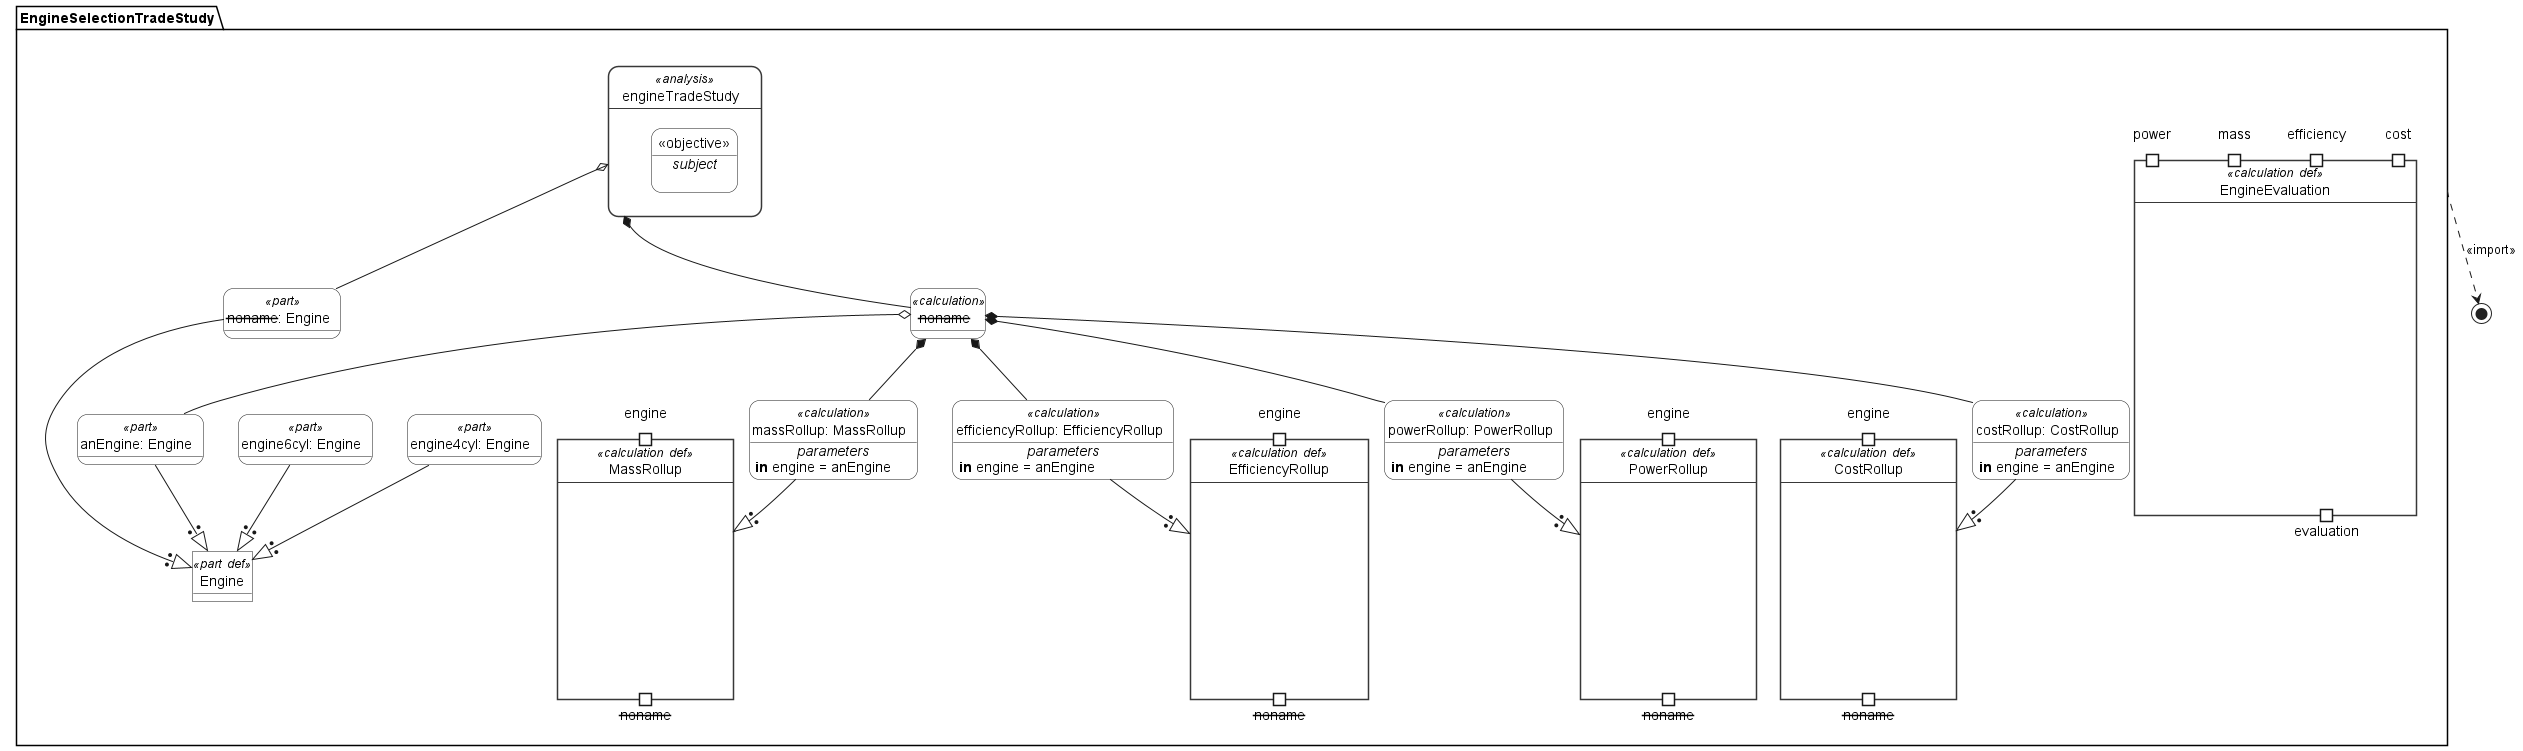 EngineSelectionTradeStudy
«analysis»
engineTradeStudy
«objective»
subject
power
mass
efficiency
cost
«calculation def»
EngineEvaluation
evaluation
«import»
«part»
noname: Engine
«calculation»
noname
«part»
anEngine: Engine
«part»
engine6cyl: Engine
«part»
engine4cyl: Engine
«part def»
Engine
engine
«calculation def»
MassRollup
noname
«calculation»
massRollup: MassRollup
parameters
in engine = anEngine
«calculation»
efficiencyRollup: EfficiencyRollup
parameters
in engine = anEngine
engine
«calculation def»
EfficiencyRollup
noname
«calculation»
powerRollup: PowerRollup
parameters
in engine = anEngine
engine
«calculation def»
PowerRollup
noname
engine
«calculation def»
CostRollup
noname
«calculation»
costRollup: CostRollup
parameters
in engine = anEngine